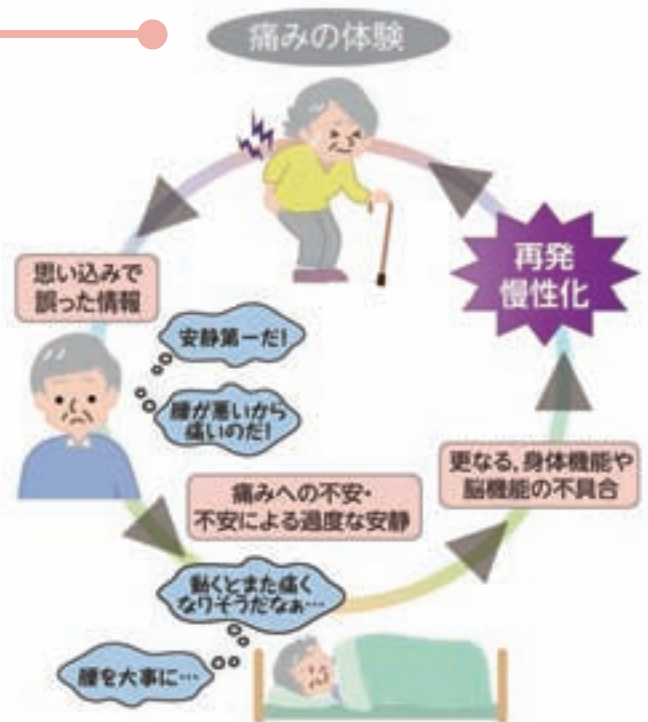 痛みの体験
再発
慢性化
思い込みで
誤った情報
安静第一だ!
腰が悪いから
痛いのだ!
更なる、身体機能や
脳機能の不具合
痛みへの不安・
不安による過度な安静
動くとまた痛く
なりそうだなぁ…
腰を大事に…